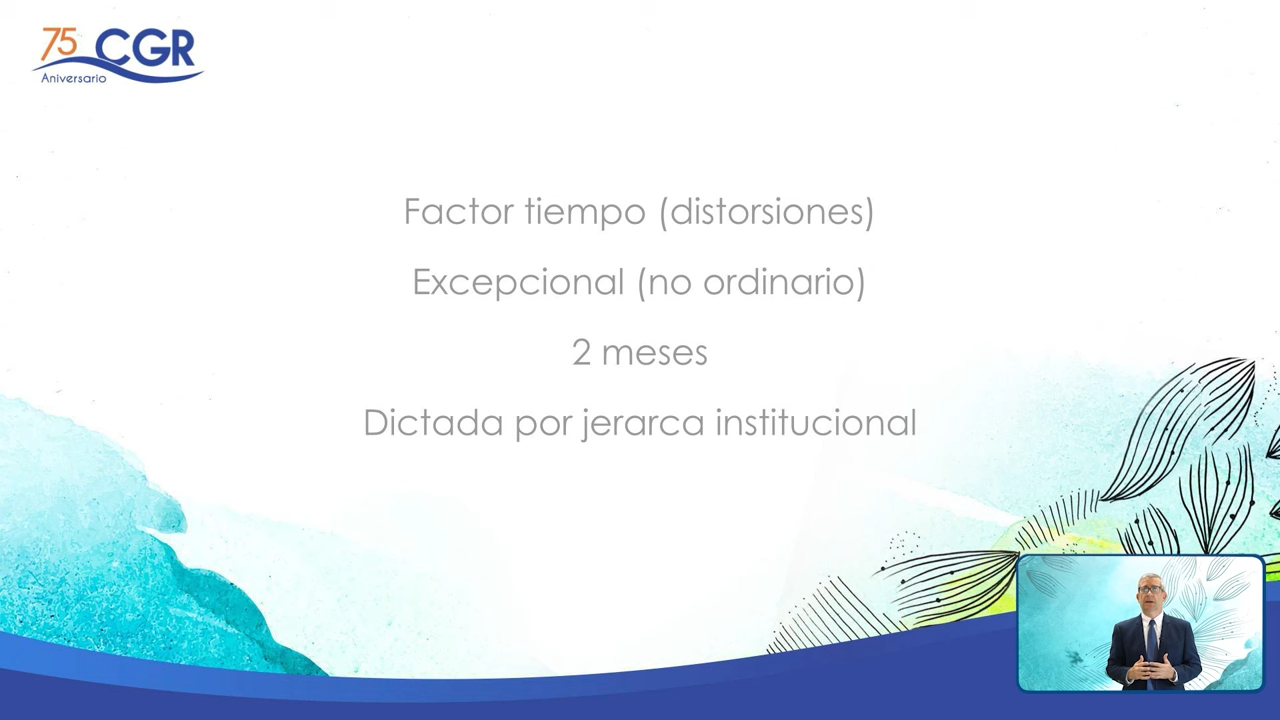 75 CGR
Aniversario
Factor tiempo (distorsiones)
Excepcional (no ordinario)
2 meses
Dictada por jerarca institucional